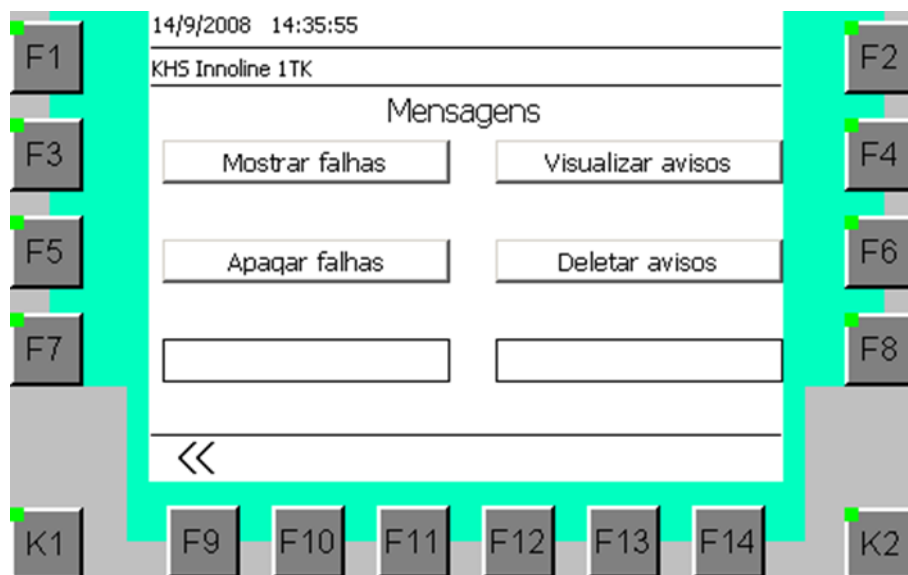 14/9/2008 14:35:55
F1
F2
KHS Innoline 1TK
Mensagens
F3
Mostrar falhas
Visualizar avisos
F4
F5
Apagar falhas
Deletar avisos
F6
F7
F8
<<
K1
F9
F10
F11
F12
F13
F14
K2